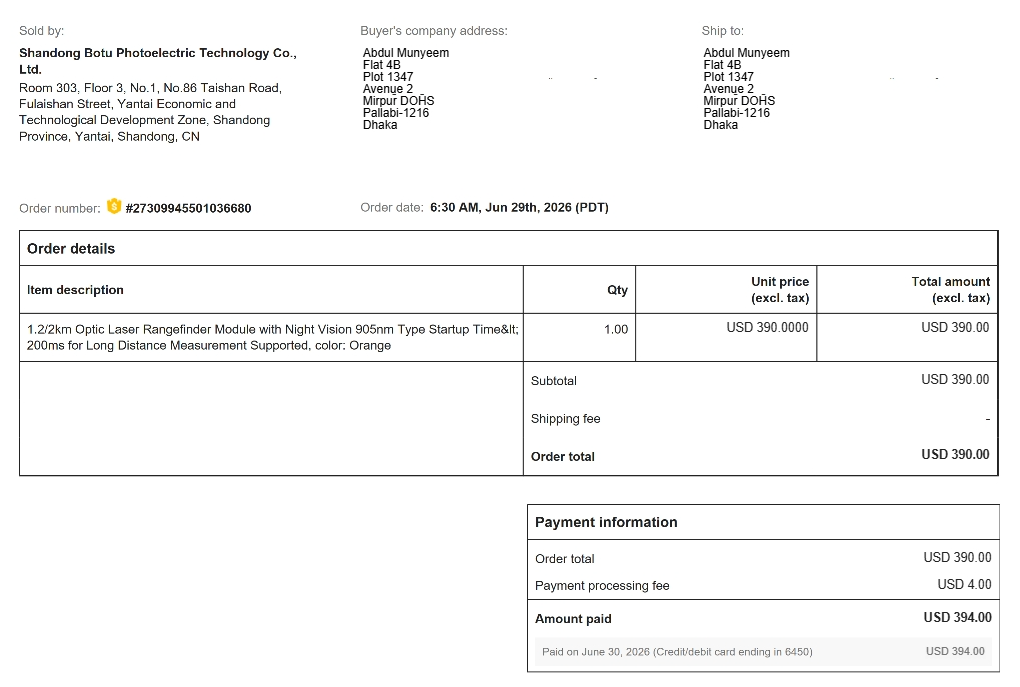 Sold by:
Shandong Botu Photoelectric Technology Co.,
Ltd.
Room 303, Floor 3, No.1, No.86 Taishan Road,
Fulaishan Street, Yantai Economic and
Technological Development Zone, Shandong
Province, Yantai, Shandong, CN
Buyer's company address:
Abdul Munyeem
Flat 4B
Plot 1347
Avenue 2
Mirpur DOHS
Pallabi-1216
Dhaka
Ship to:
Abdul Munyeem
Flat 4B
Plot 1347
Avenue 2
Mirpur DOHS
Pallabi-1216
Dhaka
Order number: $ #27309945501036680
Order date: 6:30 AM, Jun 29th, 2026 (PDT)
Order details
Item description Qty Unit price (excl. tax) Total amount (excl. tax)
1.2/2km Optic Laser Rangefinder Module with Night Vision 905nm Type Startup Time&lt; 1.00 USD 390.0000 USD 390.00
200ms for Long Distance Measurement Supported, color: Orange
Subtotal USD 390.00
Shipping fee -
Order total USD 390.00
Payment information
Order total USD 390.00
Payment processing fee USD 4.00
Amount paid USD 394.00
Paid on June 30, 2026 (Credit/debit card ending in 6450) USD 394.00